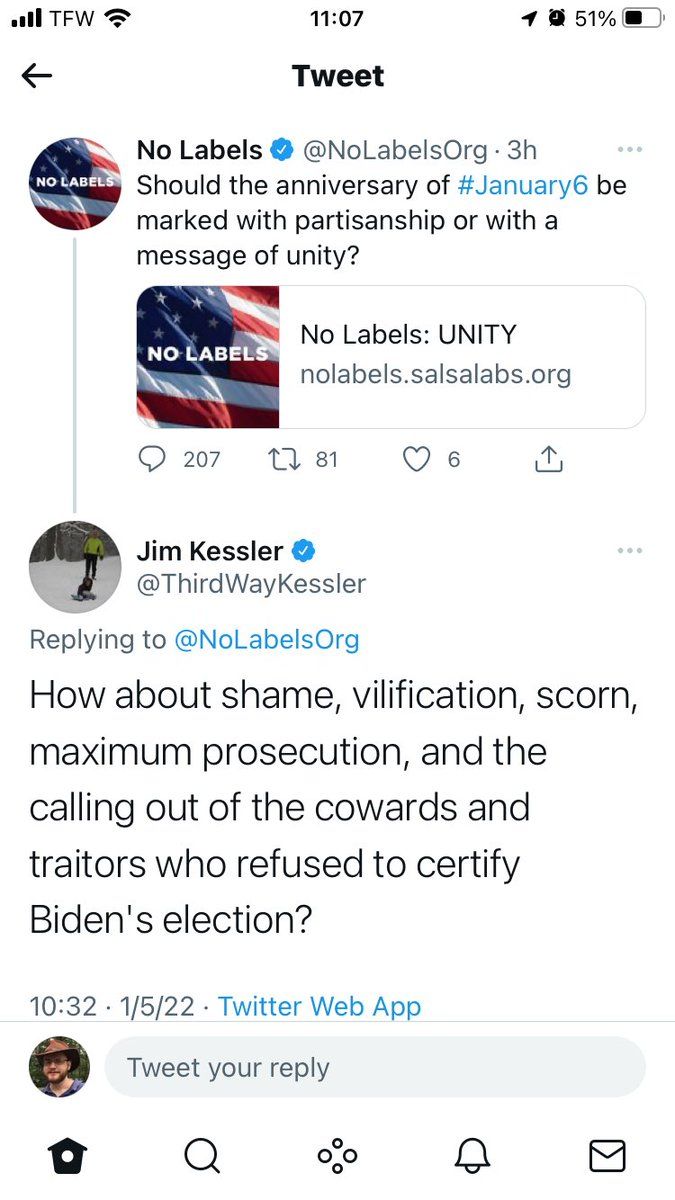 TFW 11:07 51%
Tweet
No Labels @NoLabelsOrg · 3h
NO LABELS
Should the anniversary of #January6 be
marked with partisanship or with a
message of unity?
NO LABELS
No Labels: UNITY
nolabels.salsalabs.org
207 81 6
Jim Kessler
@ThirdWayKessler
Replying to @NoLabelsOrg
How about shame, vilification, scorn,
maximum prosecution, and the
calling out of the cowards and
traitors who refused to certify
Biden's election?
10:32 · 1/5/22 · Twitter Web App
Tweet your reply